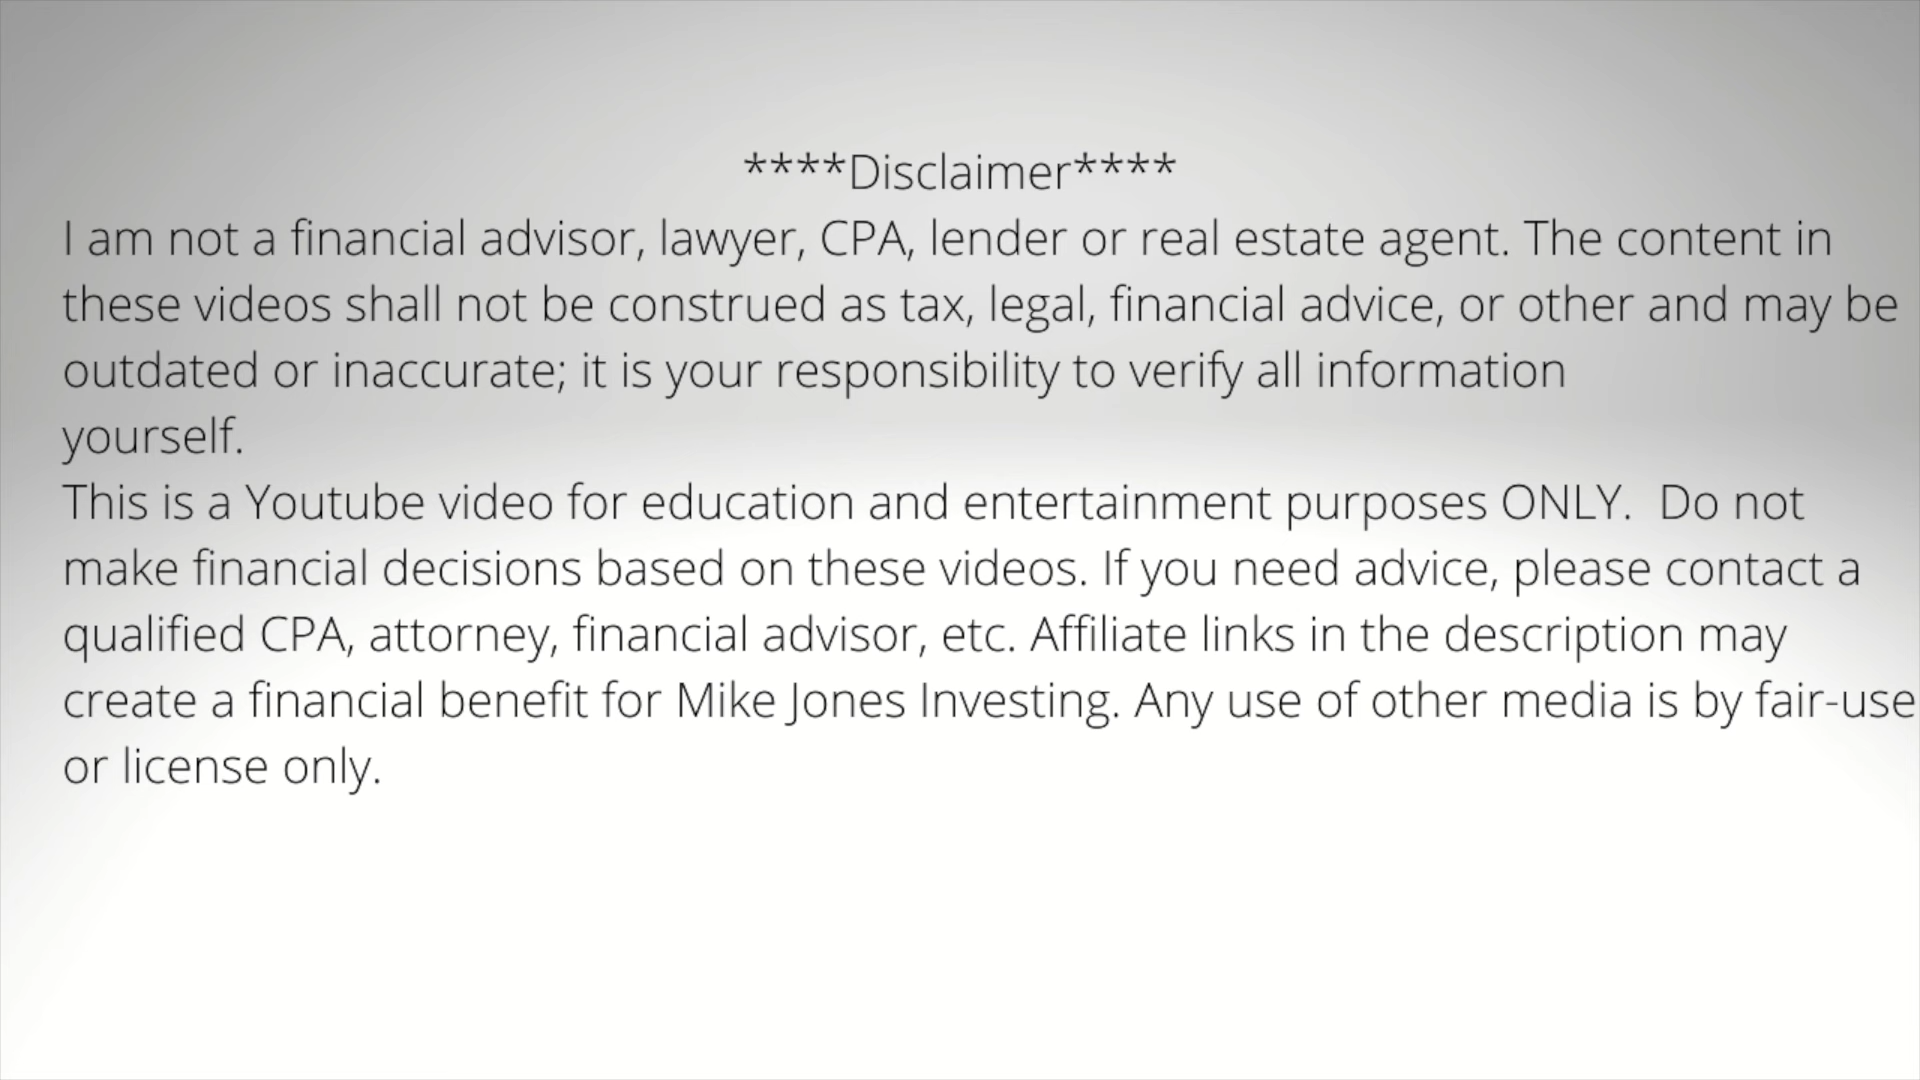 ****Disclaimer****
I am not a financial advisor, lawyer, CPA, lender or real estate agent. The content in
these videos shall not be construed as tax, legal, financial advice, or other and may be
outdated or inaccurate; it is your responsibility to verify all information
yourself.
This is a Youtube video for education and entertainment purposes ONLY.  Do not
make financial decisions based on these videos. If you need advice, please contact a
qualified CPA, attorney, financial advisor, etc. Affiliate links in the description may
create a financial benefit for Mike Jones Investing. Any use of other media is by fair-use
or license only.